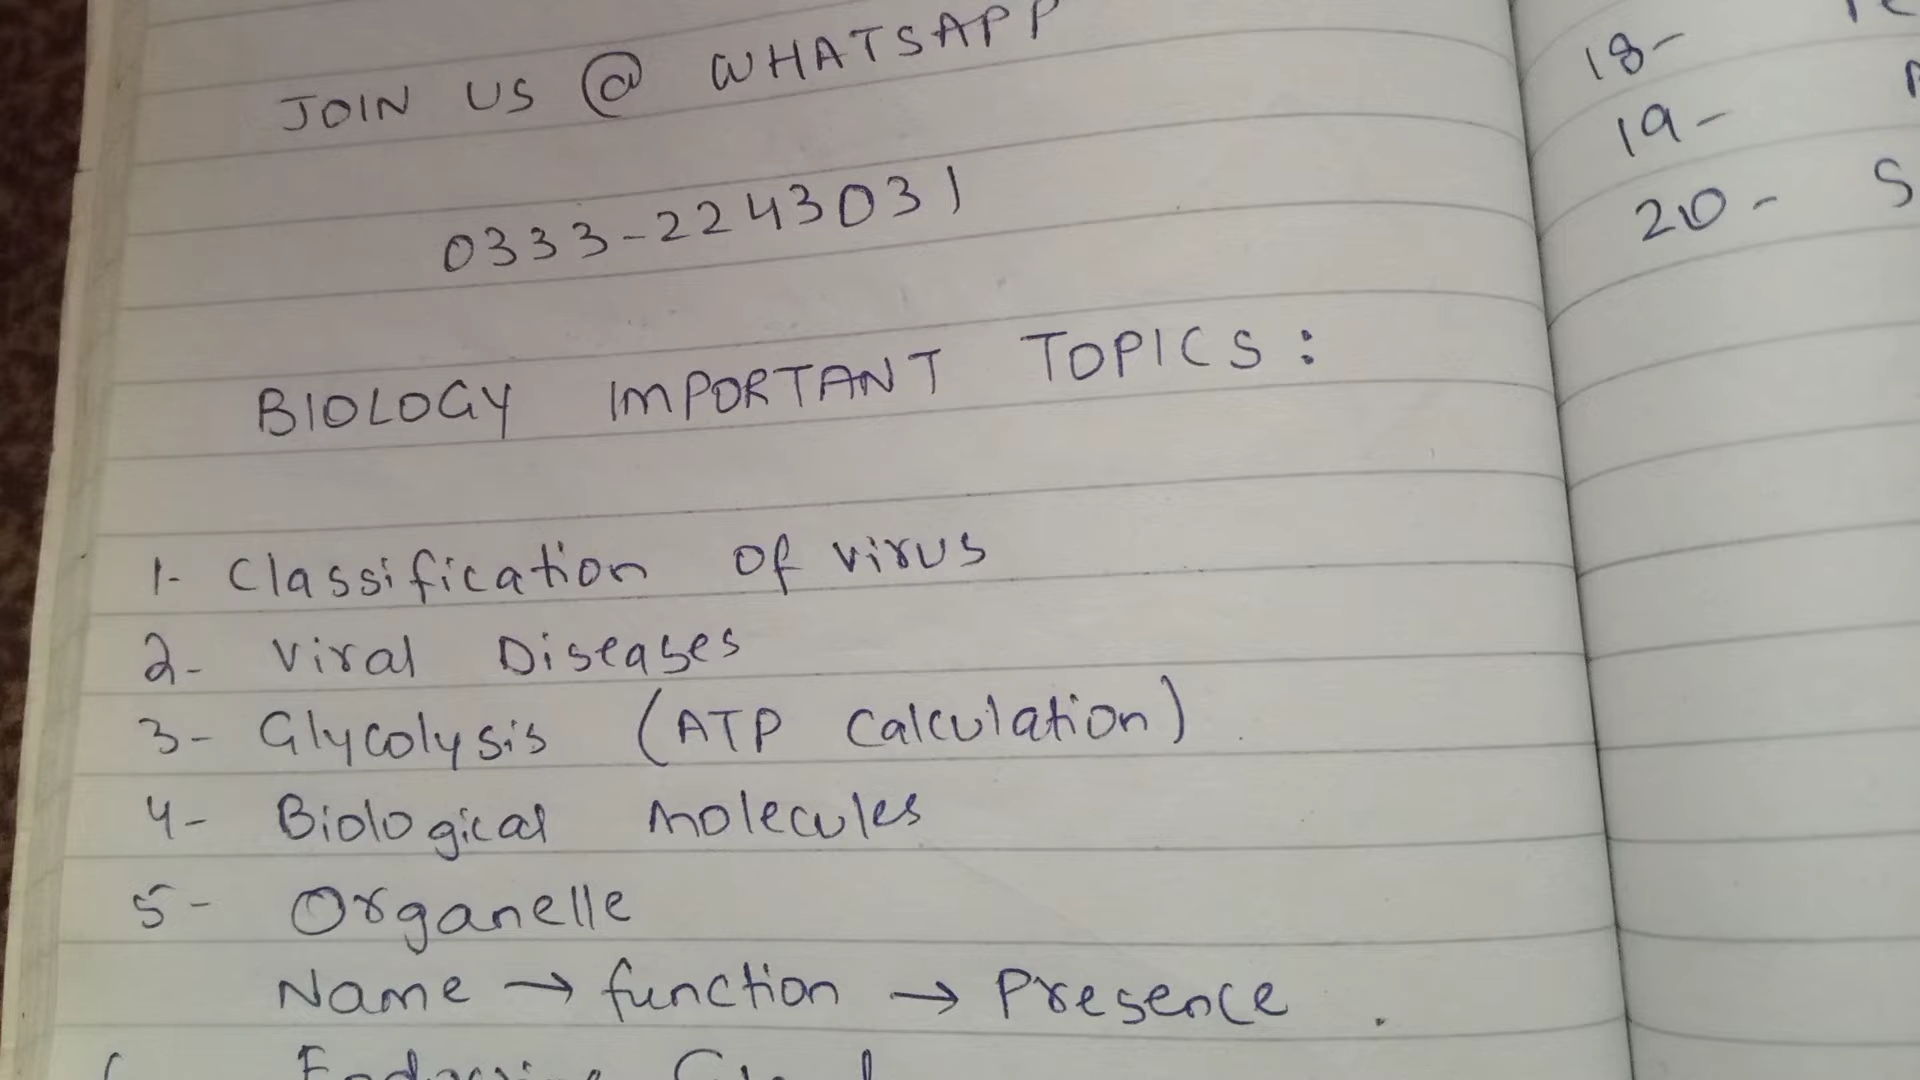 JOIN US @ WHATSAPP
0333-2243031
BIOLOGY IMPORTANT TOPICS:
1- Classification of virus
2- Viral Diseases
3- Glycolysis (ATP Calculation)
4- Biological molecules
5- Organelle
Name → function → Presence.
18-
19-
20- S